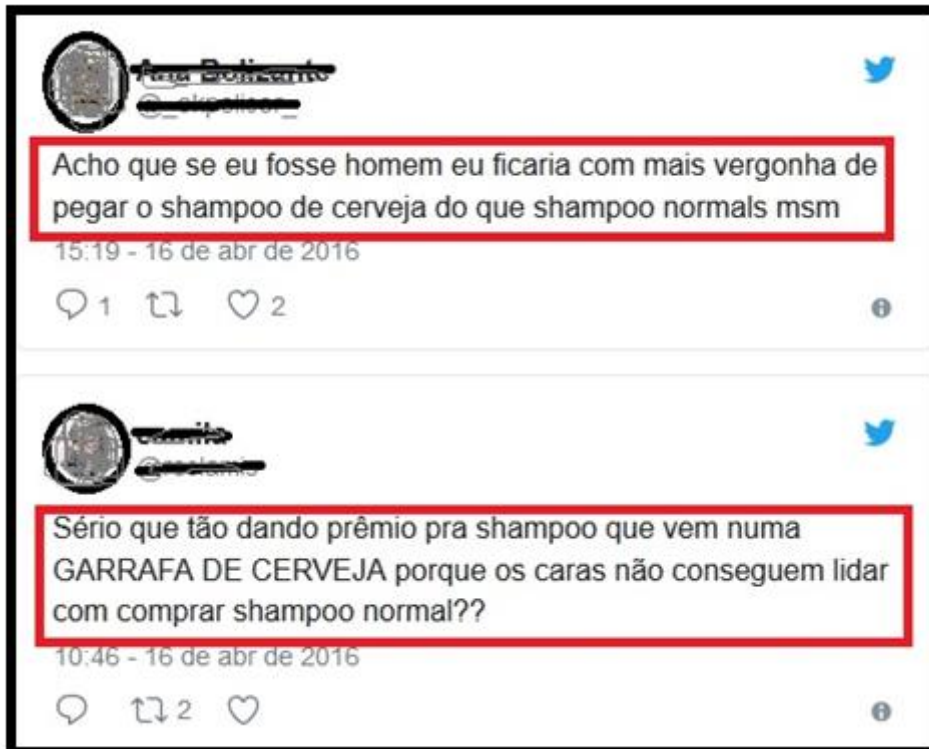 Acho que se eu fosse homem eu ficaria com mais vergonha de
pegar o shampoo de cerveja do que shampoo normals msm
15:19 - 16 de abr de 2016
1 2
Sério que tão dando prêmio pra shampoo que vem numa
GARRAFA DE CERVEJA porque os caras não conseguem lidar
com comprar shampoo normal??
10:46 - 16 de abr de 2016
2